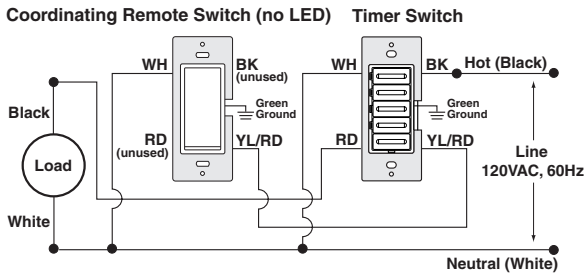 Coordinating Remote Switch (no LED)
Timer Switch
WH
BK
(unused)
WH
BK
Hot (Black)
Green
Ground
Green
Ground
Black
RD
(unused)
YL/RD
RD
YL/RD
Load
Line
120VAC, 60Hz
White
Neutral (White)